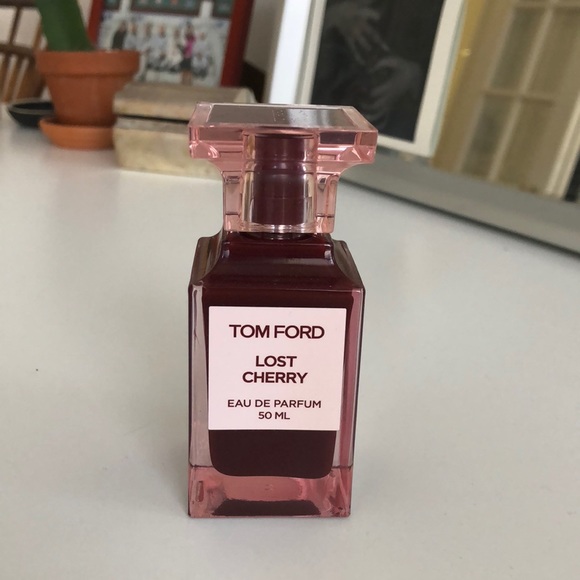 TOM FORD
LOST
CHERRY
EAU DE PARFUM
50 ML